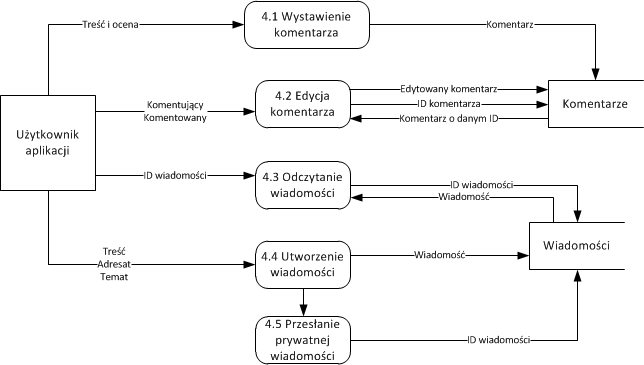 Treść i ocena
4.1 Wystawienie
komentarza
Komentarz
Użytkownik
aplikacji
Komentujący
Komentowany
4.2 Edycja
komentarza
Edytowany komentarz
ID komentarza
Komentarz o danym ID
Komentarze
ID wiadomości
4.3 Odczytanie
wiadomości
ID wiadomości
Wiadomość
Wiadomości
Treść
Adresat
Temat
4.4 Utworzenie
wiadomości
Wiadomość
4.5 Przesłanie
prywatnej
wiadomości
ID wiadomości